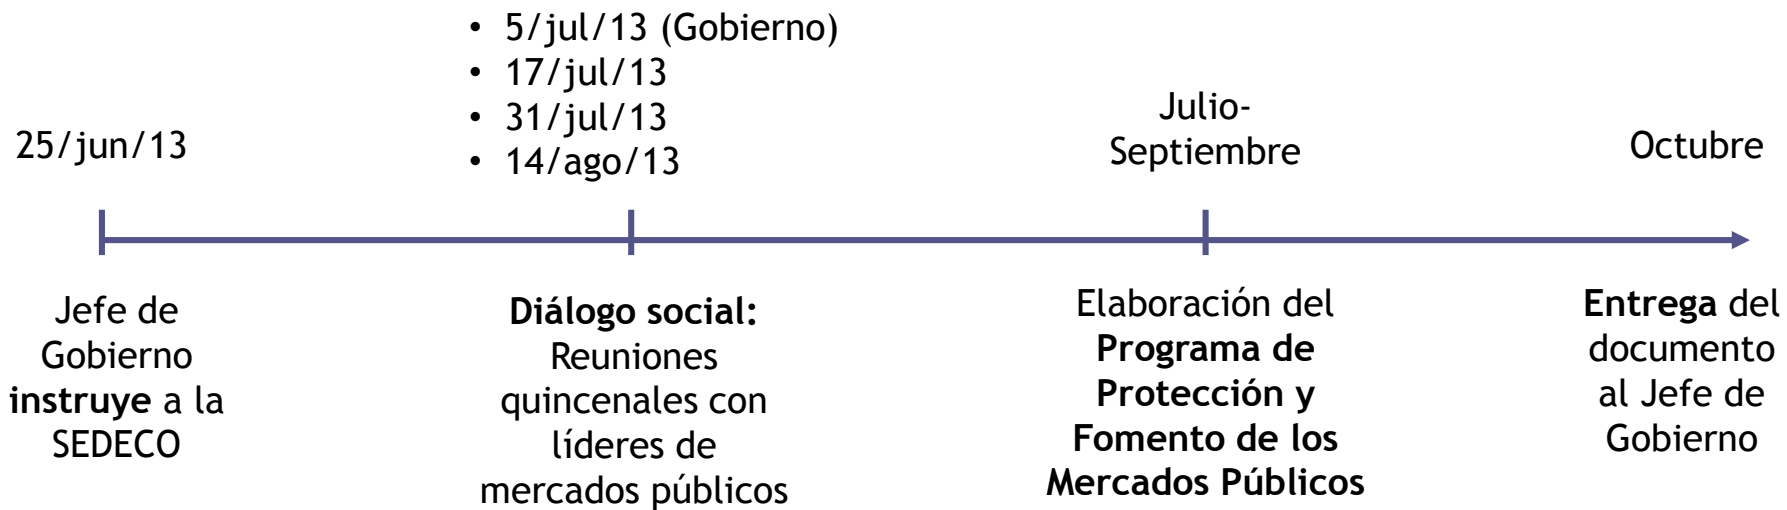 25/jun/13
• 5/jul/13 (Gobierno)
• 17/jul/13
• 31/jul/13
• 14/ago/13
Julio-
Septiembre
Octubre
Jefe de
Gobierno
instruye a la
SEDECO
Diálogo social:
Reuniones
quincenales con
líderes de
mercados públicos
Elaboración del
Programa de
Protección y
Fomento de los
Mercados Públicos
Entrega del
documento
al Jefe de
Gobierno